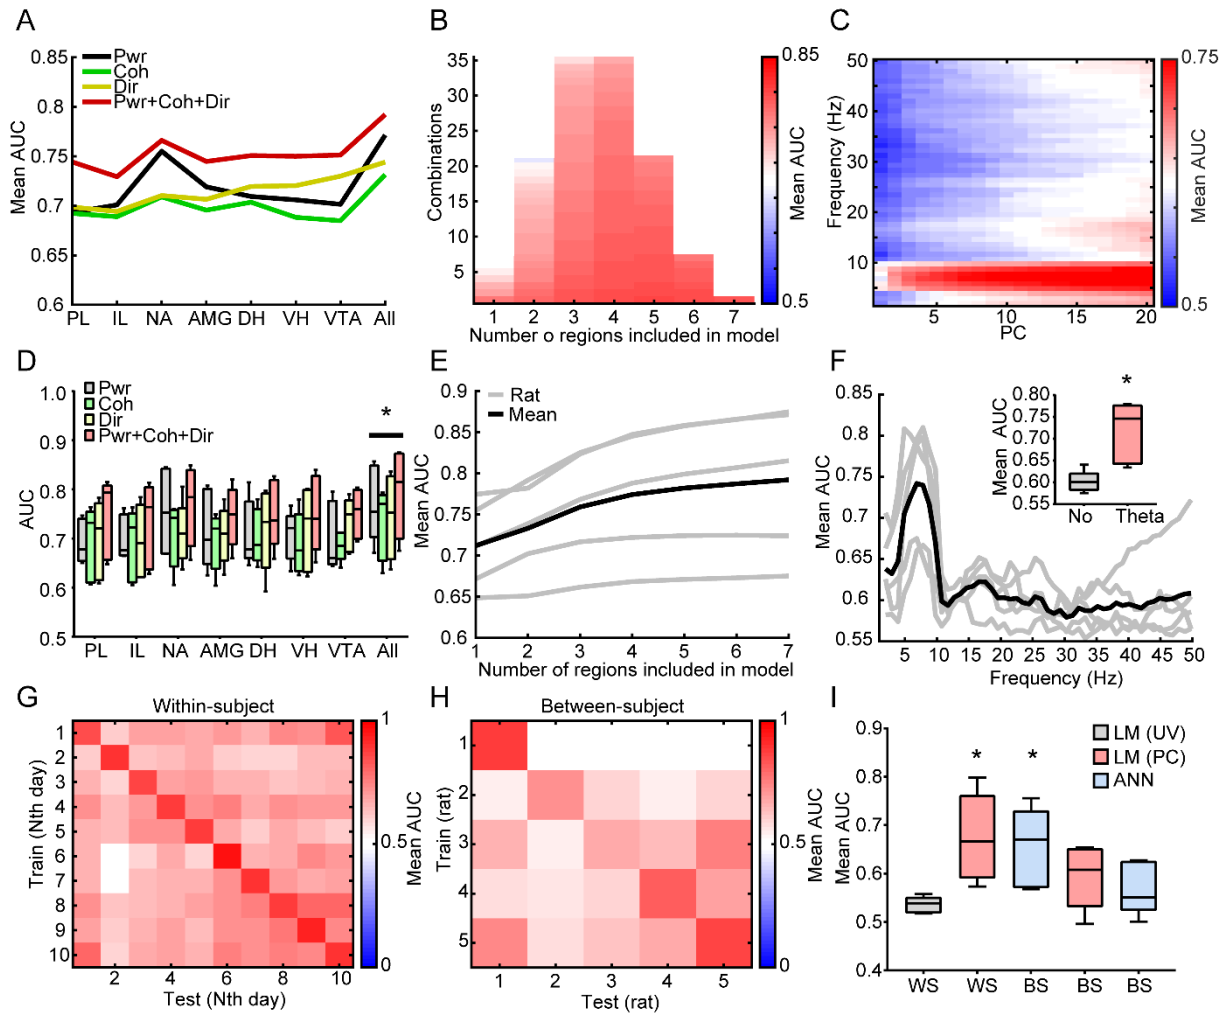 A
0.85
0.8
0.75
0.7
0.65
0.6
Mean AUC
Pwr
Coh
Dir
Pwr+Coh+Dir
PL IL NA AMG DH VH VTA All
B
35
30
25
20
15
10
5
Combinations
1 2 3 4 5 6 7
Number o regions included in model
0.85
Mean AUC
0.5
C
50
40
30
20
10
Frequency (Hz)
5 10 15 20
PC
0.75
Mean AUC
0.5
D
1.0
0.9
0.8
0.7
0.6
0.5
AUC
Pwr
Coh
Dir
Pwr+Coh+Dir
*
PL IL NA AMG DH VH VTA All
E
0.9
0.85
0.8
0.75
0.7
0.65
0.6
Mean AUC
Rat
Mean
1 2 3 4 5 6 7
Number of regions included in model
F
0.85
0.8
0.75
0.7
0.65
0.6
0.55
Mean AUC
5 10 15 20 25 30 35 40 45 50
Frequency (Hz)
*
0.80
0.75
0.70
0.65
0.60
0.55
Mean AUC
No Theta
G
Within-subject
1
2
3
4
5
6
7
8
9
10
Train (Nth day)
2 4 6 8 10
Test (Nth day)
1
0.5
0
Mean AUC
H
Between-subject
1
2
3
4
5
Train (rat)
1 2 3 4 5
Test (rat)
1
0.5
0
Mean AUC
I
0.9
0.8
0.7
0.6
0.5
0.4
Mean AUC
LM (UV)
LM (PC)
ANN
* *
WS WS BS BS BS